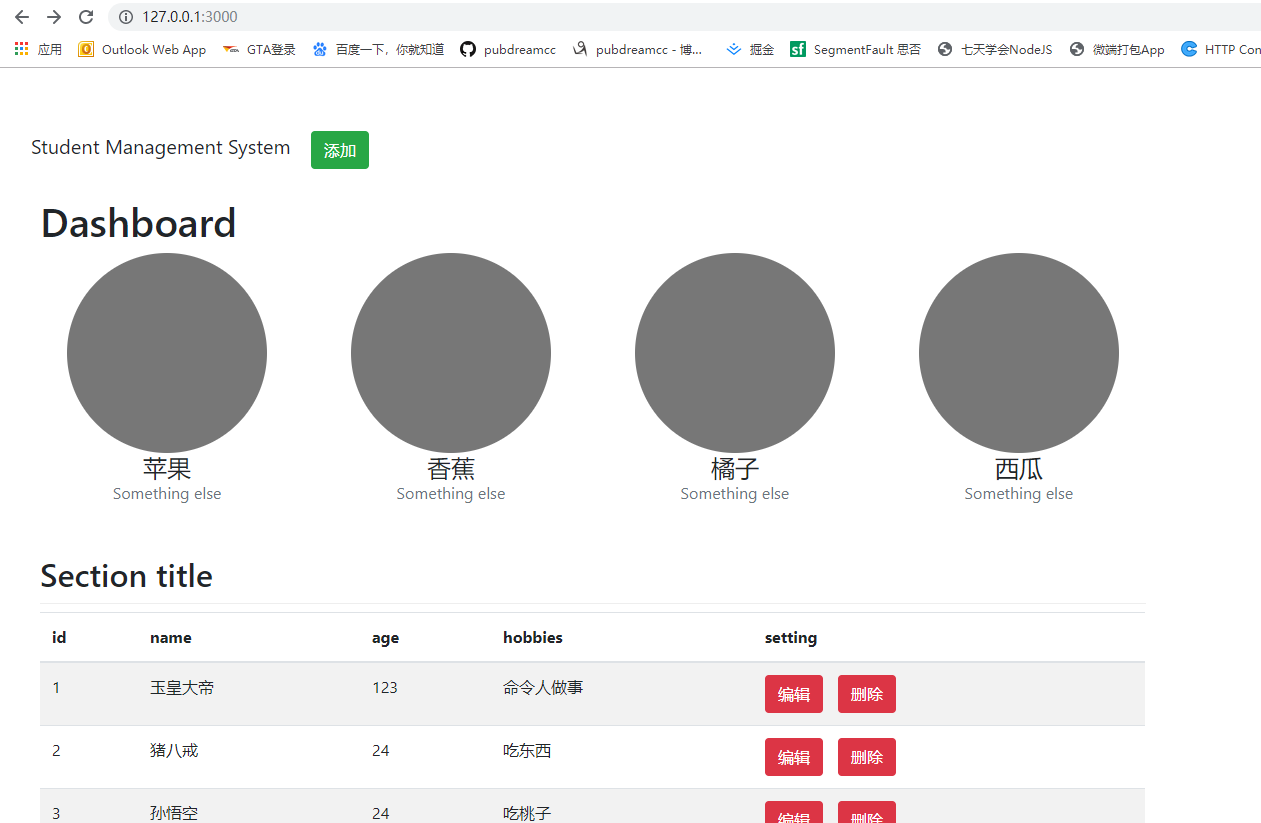 127.0.0.1:3000
应用 Outlook Web App GTA登录 百度一下，你就知道 pubdreamcc pubdreamcc - 博... 掘金 sf SegmentFault 思否 七天学会NodeJS 微端打包App HTTP Con
Student Management System 添加
Dashboard
苹果 香蕉 橘子 西瓜
Something else Something else Something else Something else
Section title
id name age hobbies setting
1 玉皇大帝 123 命令人做事 编辑 删除
2 猪八戒 24 吃东西 编辑 删除
3 孙悟空 24 吃桃子 编辑 删除